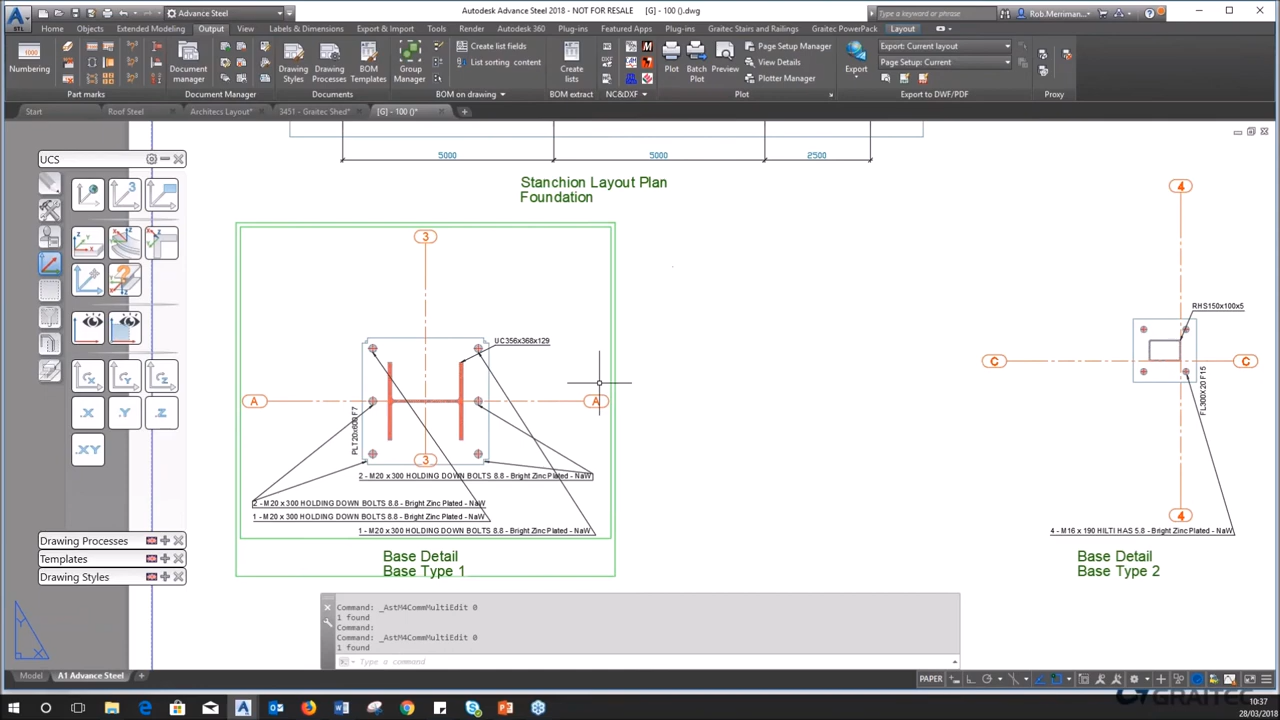 Autodesk Advance Steel 2018 - NOT FOR RESALE [G] - 100 ().dwg
Advance Steel
Type a keyword or phrase
Rob.Merriman...
STL
Home Objects Extended Modeling Output View Labels & Dimensions Export & Import Tools Render Autodesk 360 Plug-ins Featured Apps Plug-ins Graitec Stairs and Railing Graitec PowerPack Layout
Numbering
Document manager
Drawing Styles
Drawing Processes
BOM Templates
Group Manager
Create list fields
List sorting content
Create lists
Plot
Batch Plot
Preview
Page Setup Manager
View Details
Plotter Manager
Export
Export: Current layout
Page Setup: Current
Part marks Document Manager Documents BOM on drawing BOM extract NC&DXF Plot Export to DWF/PDF Proxy
Start Roof Steel Architecs Layout* 3451 - Graitec Shed* [G] - 100 ()*
UCS
5000 5000 2500
Stanchion Layout Plan
Foundation
3
UC356x368x129
A
A
PLT20x609 F7
3
2 - M20 x 300 HOLDING DOWN BOLTS 8.8 - Bright Zinc Plated - NaW
2 - M20 x 300 HOLDING DOWN BOLTS 8.8 - Bright Zinc Plated - NaW
1 - M20 x 300 HOLDING DOWN BOLTS 8.8 - Bright Zinc Plated - NaW
1 - M20 x 300 HOLDING DOWN BOLTS 8.8 - Bright Zinc Plated - NaW
Base Detail
Base Type 1
4
RHS150x100x5
C
C
FL300X20 F15
4
4 - M16 x 190 HILTI HAS 5.8 - Bright Zinc Plated - NaW
Base Detail
Base Type 2
Drawing Processes
Templates
Drawing Styles
Command: _AstM4CommMultiEdit 0
1 found
Command:
Command: _AstM4CommMultiEdit 0
1 found
Type a command
Model A1 Advance Steel
PAPER
GRAITEC
10:37
28/03/2018